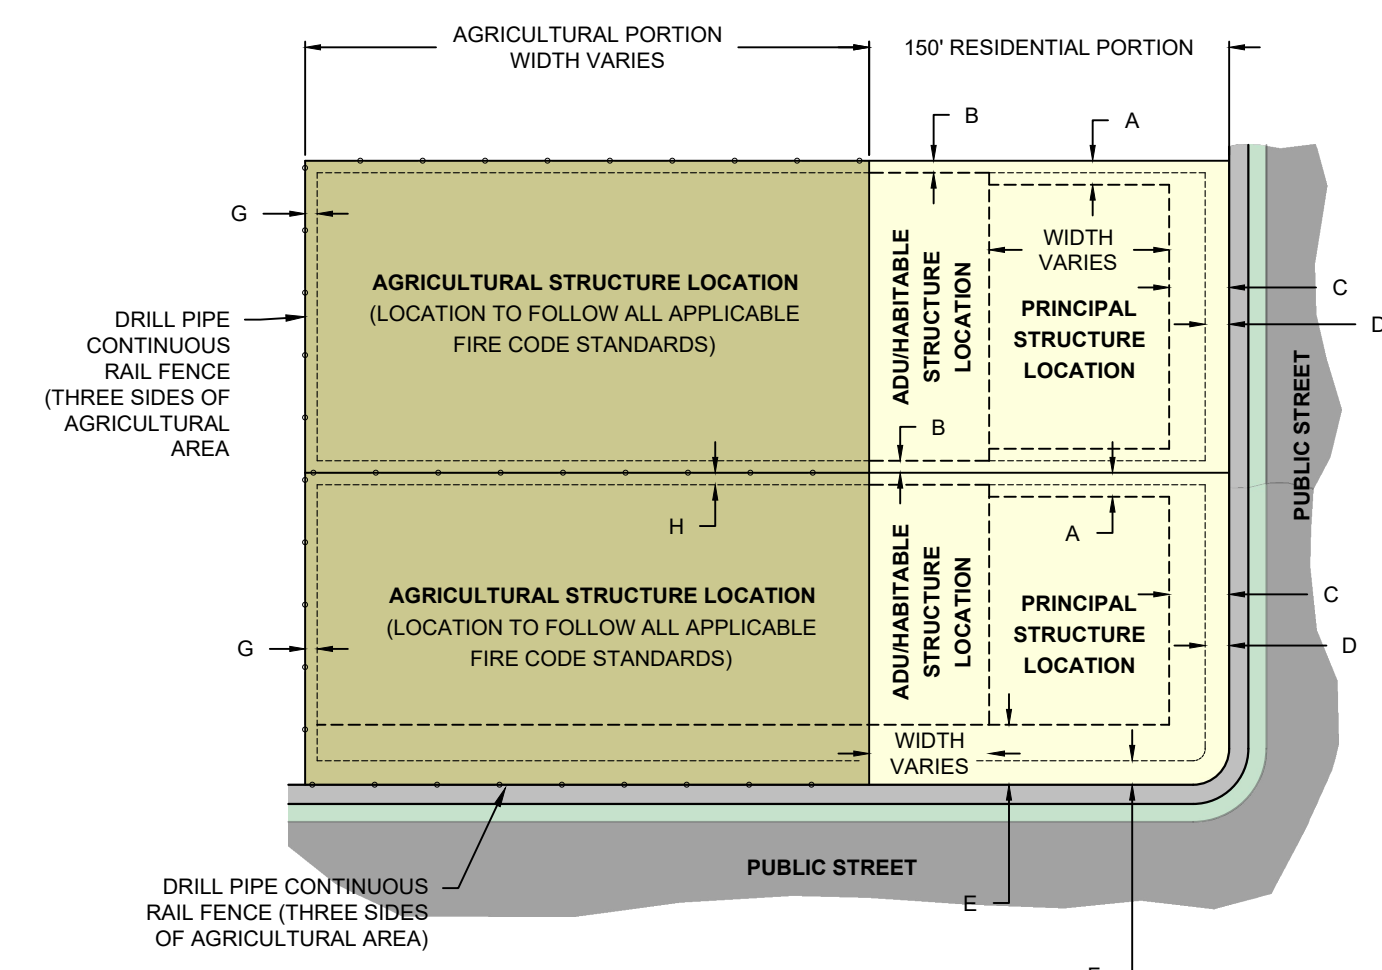 AGRICULTURAL PORTION
WIDTH VARIES
150' RESIDENTIAL PORTION
B
A
G
WIDTH
VARIES
AGRICULTURAL STRUCTURE LOCATION
(LOCATION TO FOLLOW ALL APPLICABLE
FIRE CODE STANDARDS)
ADU/HABITABLE
STRUCTURE
LOCATION
PRINCIPAL
STRUCTURE
LOCATION
C
D
DRILL PIPE
CONTINUOUS
RAIL FENCE
(THREE SIDES OF
AGRICULTURAL
AREA
PUBLIC STREET
B
H
A
AGRICULTURAL STRUCTURE LOCATION
(LOCATION TO FOLLOW ALL APPLICABLE
FIRE CODE STANDARDS)
ADU/HABITABLE
STRUCTURE
LOCATION
PRINCIPAL
STRUCTURE
LOCATION
C
G
D
WIDTH
VARIES
PUBLIC STREET
DRILL PIPE CONTINUOUS
RAIL FENCE (THREE SIDES
OF AGRICULTURAL AREA)
E